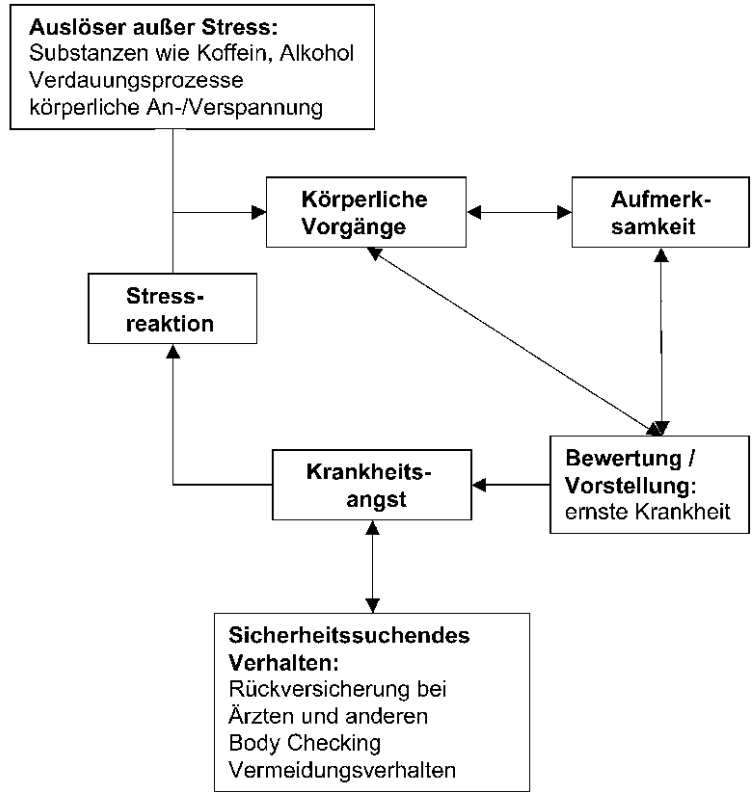 Auslöser außer Stress:
Substanzen wie Koffein, Alkohol
Verdauungsprozesse
körperliche An-/Verspannung
Körperliche
Vorgänge
Aufmerk-
samkeit
Stress-
reaktion
Krankheits-
angst
Bewertung /
Vorstellung:
ernste Krankheit
Sicherheitssuchendes
Verhalten:
Rückversicherung bei
Ärzten und anderen
Body Checking
Vermeidungsverhalten